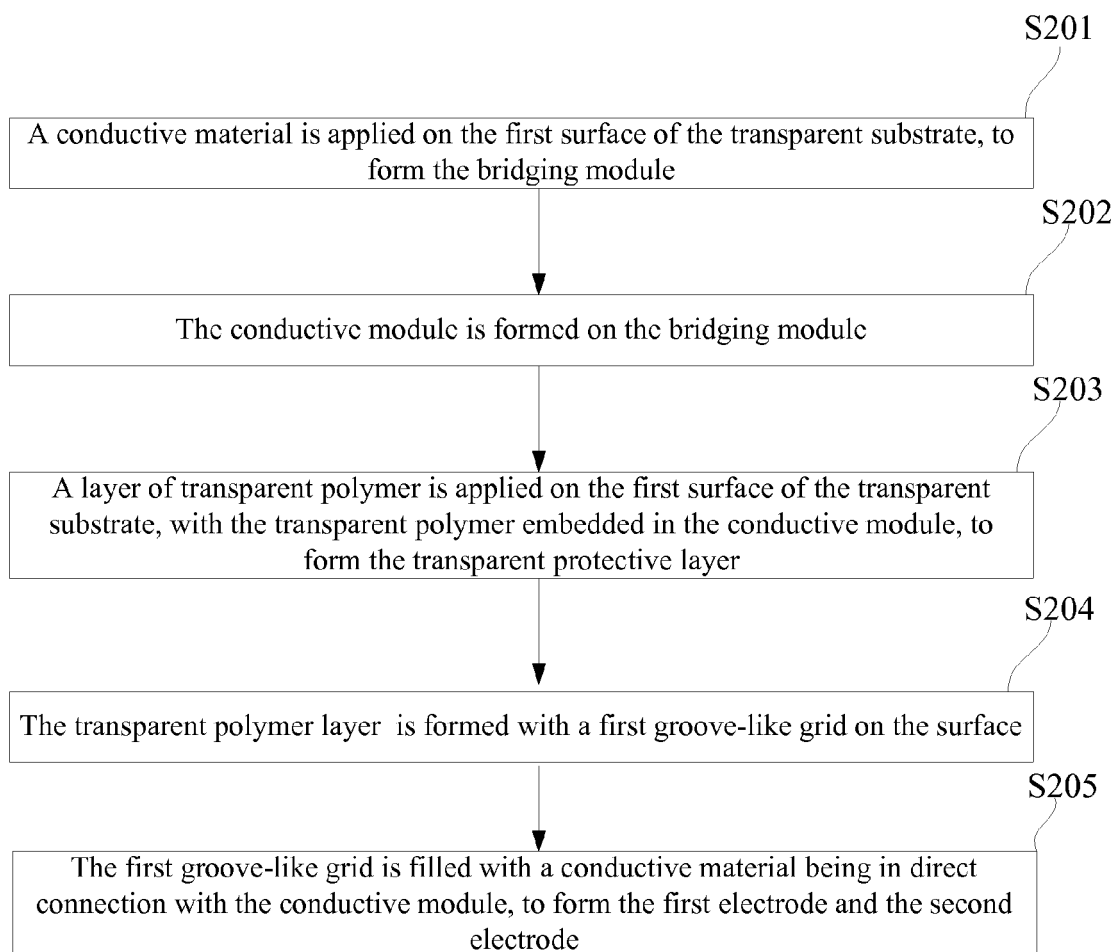 S201
A conductive material is applied on the first surface of the transparent substrate, to
form the bridging module
S202
The conductive module is formed on the bridging module
S203
A layer of transparent polymer is applied on the first surface of the transparent
substrate, with the transparent polymer embedded in the conductive module, to
form the transparent protective layer
S204
The transparent polymer layer is formed with a first groove-like grid on the surface
S205
The first groove-like grid is filled with a conductive material being in direct
connection with the conductive module, to form the first electrode and the second
electrode